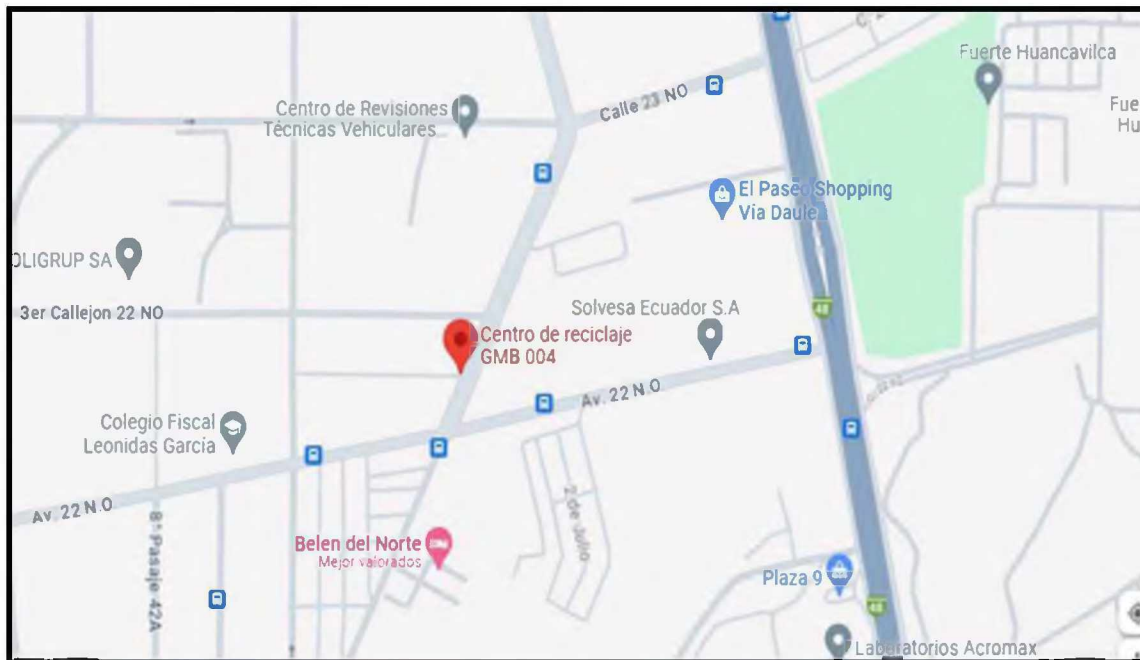 Fuerte Huancavilca
Fue
Hu
Calle 23 NO
Centro de Revisiones
Técnicas Vehiculares...
El Paseo Shopping
Vía Daule
OLIGRUP SA
3er Callejon 22 NO
Solvesa Ecuador S.A
48
Centro de reciclaje
GMB 004
Av. 22 N.O
Colegio Fiscal
Leonidas García
Av. 22 N.O
8° Pasaje 42A
2 de Julio
Belen del Norte
Mejor valorados
Plaza 9
48
Laboratorios Acromax